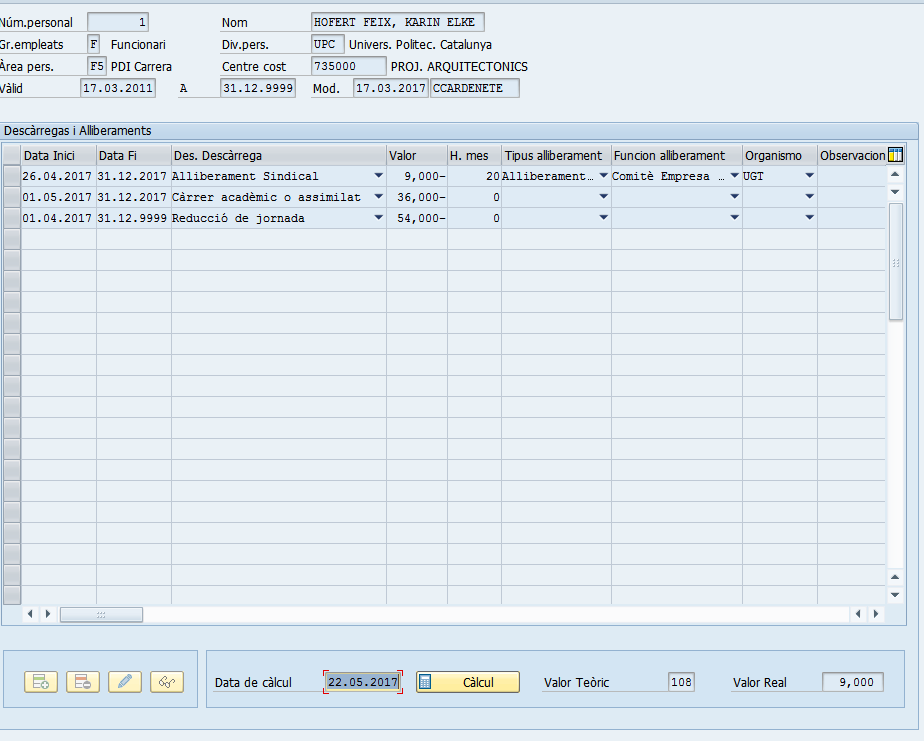 Núm.personal 1 Nom HOFERT FEIX, KARIN ELKE
Gr.empleats F Funcionari Div.pers. UPC Univers. Politec. Catalunya
Àrea pers. F5 PDI Carrera Centre cost 735000 PROJ. ARQUITECTONICS
Vàlid 17.03.2011 A 31.12.9999 Mod. 17.03.2017 CCARDENETE
Descàrregas i Alliberaments
Data Inici Data Fi Des. Descàrrega Valor H. mes Tipus alliberament Funcion alliberament Organismo Observacion
26.04.2017 31.12.2017 Alliberament Sindical 9,000- 20 Alliberament… Comitè Empresa … UGT
01.05.2017 31.12.2017 Càrrer acadèmic o assimilat 36,000- 0
01.04.2017 31.12.9999 Reducció de jornada 54,000- 0
Data de càlcul 22.05.2017 Càlcul Valor Teòric 108 Valor Real 9,000